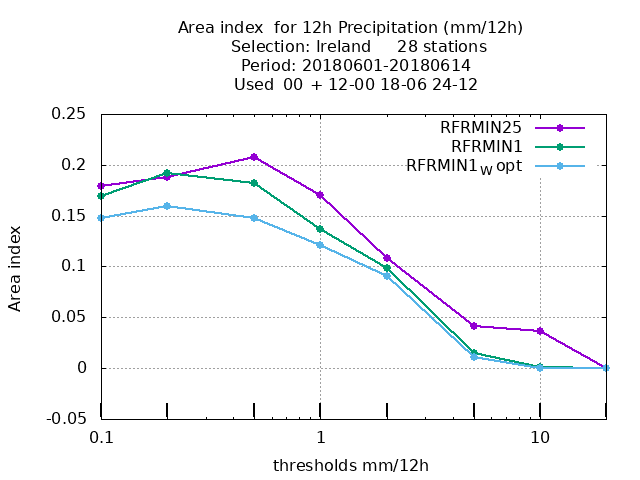 Area index for 12h Precipitation (mm/12h)
Selection: Ireland 28 stations
Period: 20180601-20180614
Used 00 + 12-00 18-06 24-12
0.25
0.2
0.15
0.1
0.05
0
-0.05
Area index
RFRMIN25
RFRMIN1
RFRMIN1W opt
0.1 1 10
thresholds mm/12h